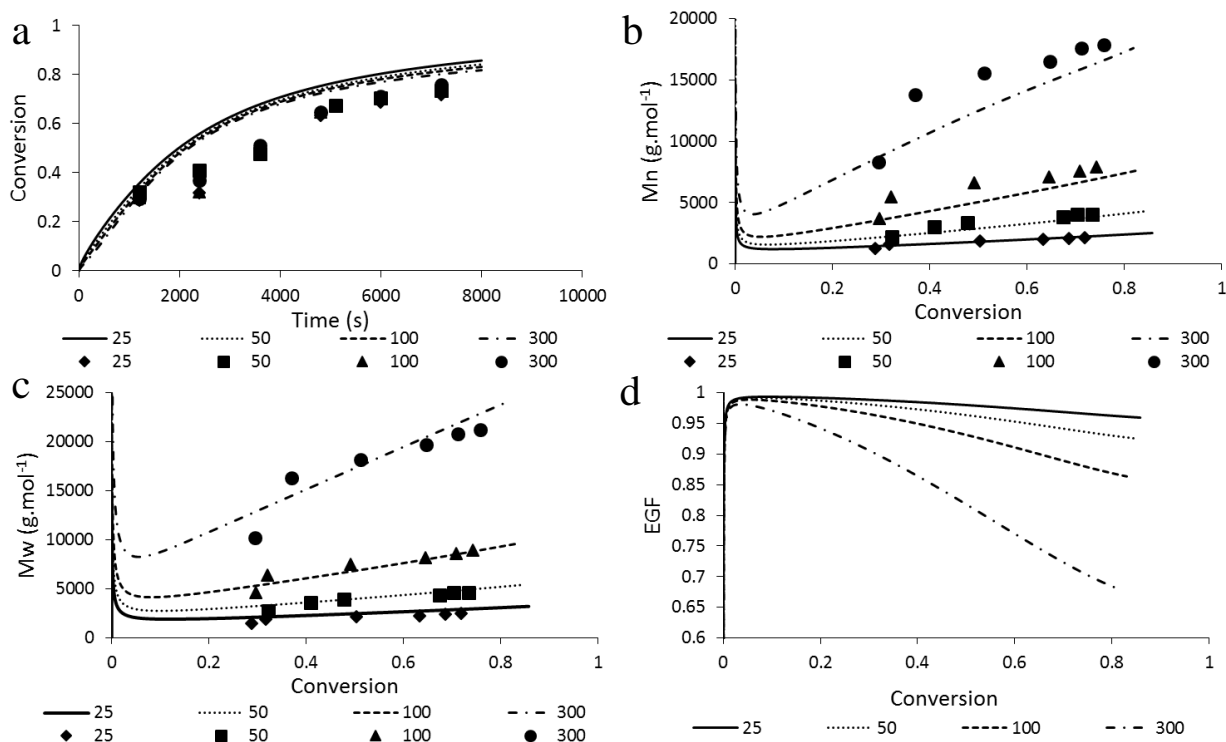 a
1
0.8
0.6
0.4
0.2
0
Conversion
0 2000 4000 6000 8000 10000
Time (s)
25 50 100 300
25 50 100 300
b
20000
15000
10000
5000
0
Mn (g.mol-1)
0 0.2 0.4 0.6 0.8 1
Conversion
25 50 100 300
25 50 100 300
c
25000
20000
15000
10000
5000
0
Mw (g.mol-1)
0 0.2 0.4 0.6 0.8 1
Conversion
25 50 100 300
25 50 100 300
d
1
0.95
0.9
0.85
0.8
0.75
0.7
0.65
0.6
EGF
0 0.2 0.4 0.6 0.8 1
Conversion
25 50 100 300